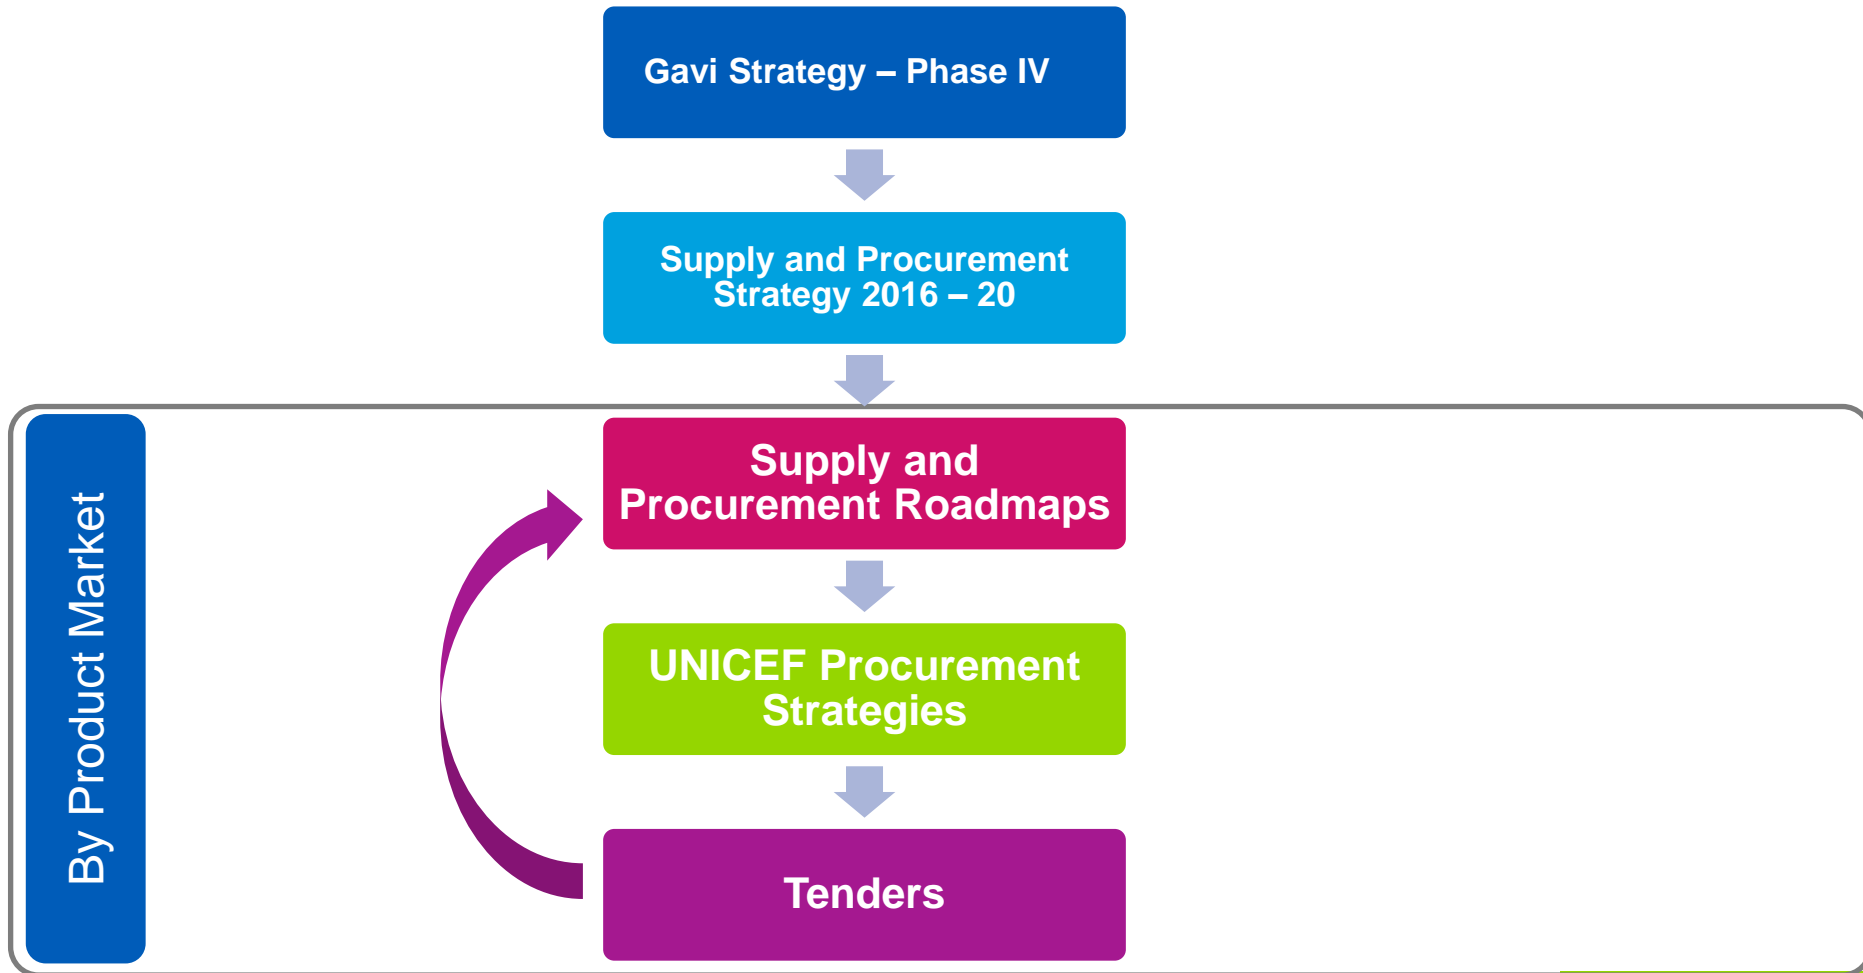 Gavi Strategy – Phase IV
Supply and Procurement
Strategy 2016 – 20
By Product Market
Supply and
Procurement Roadmaps
UNICEF Procurement
Strategies
Tenders